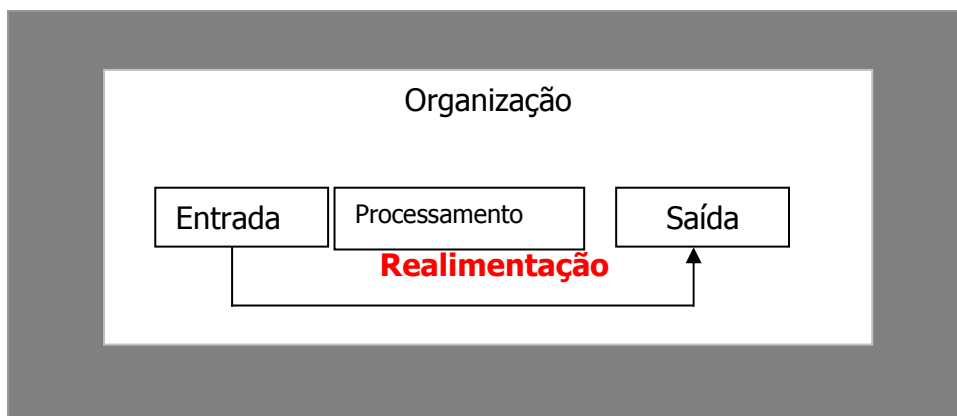 Organização
Entrada
Processamento
Saída
Realimentação